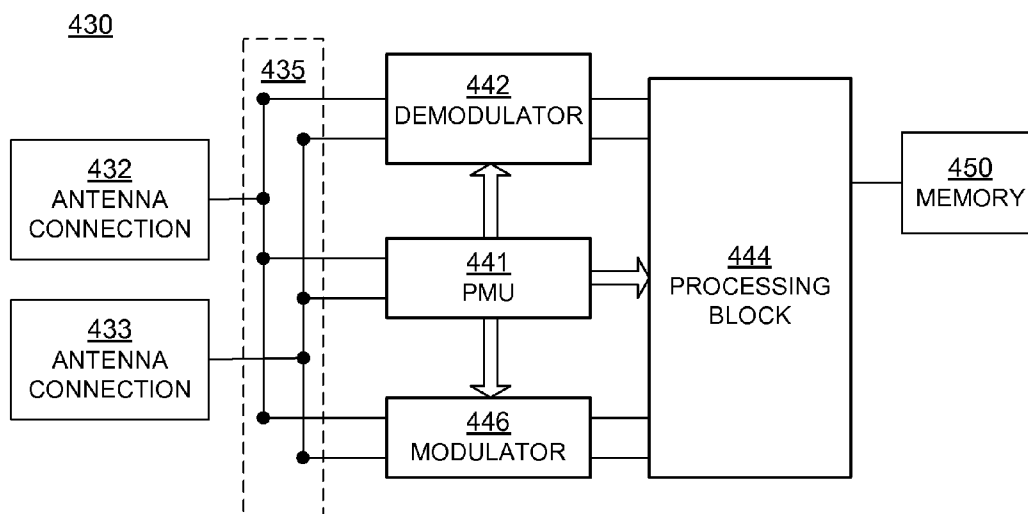 430
435
442
DEMODULATOR
432
ANTENNA
CONNECTION
450
MEMORY
441
PMU
444
PROCESSING
BLOCK
433
ANTENNA
CONNECTION
446
MODULATOR